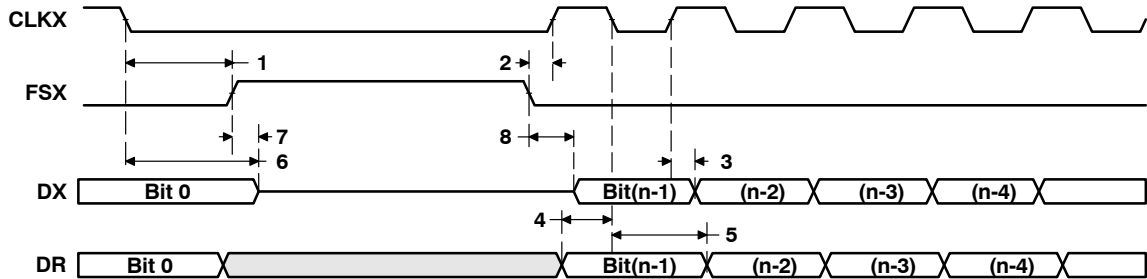 CLKX
1
2
FSX
7
8
6
3
DX
Bit 0
Bit(n-1)
(n-2)
(n-3)
(n-4)
4
5
DR
Bit 0
Bit(n-1)
(n-2)
(n-3)
(n-4)